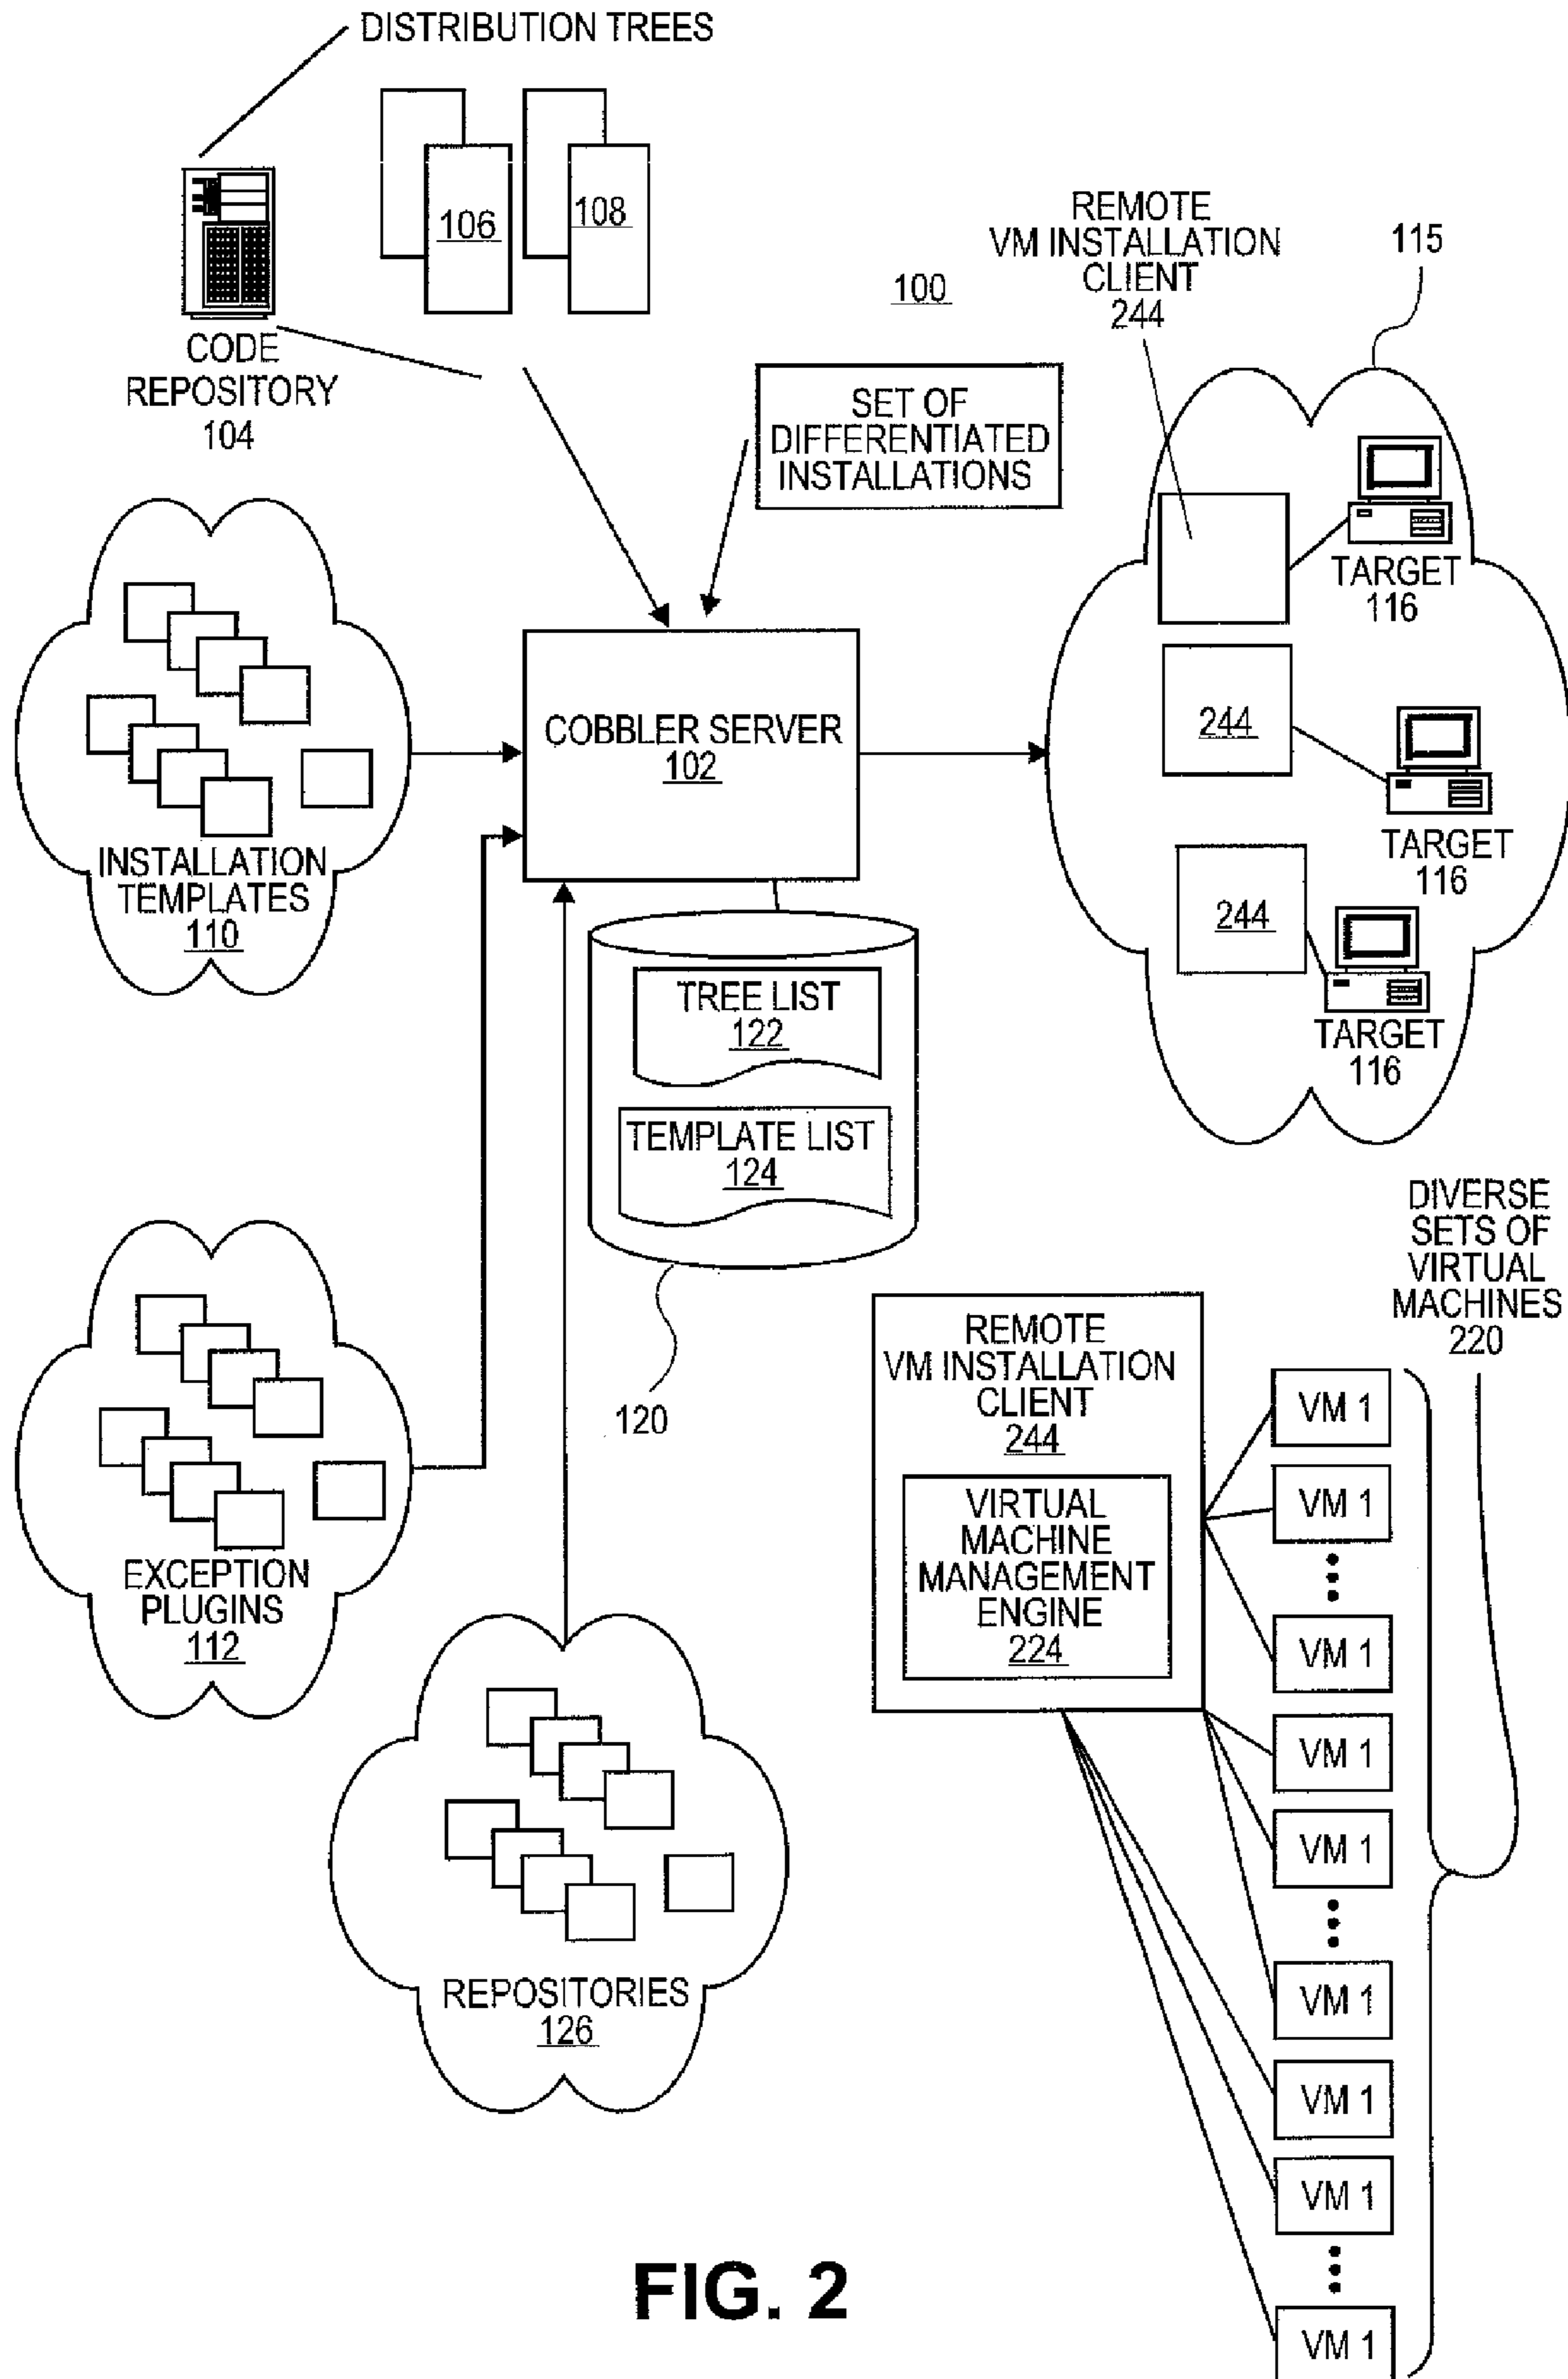 DISTRIBUTION TREES
106
108
CODE
REPOSITORY
104
100
REMOTE
VM INSTALLATION
CLIENT
244
115
SET OF
DIFFERENTIATED
INSTALLATIONS
TARGET
116
244
TARGET
116
244
TARGET
116
INSTALLATION
TEMPLATES
110
COBBLER SERVER
102
TREE LIST
122
TEMPLATE LIST
124
120
EXCEPTION
PLUGINS
112
REPOSITORIES
126
DIVERSE
SETS OF
VIRTUAL
MACHINES
220
REMOTE
VM INSTALLATION
CLIENT
244
VIRTUAL
MACHINE
MANAGEMENT
ENGINE
224
VM 1
VM 1
VM 1
VM 1
VM 1
VM 1
VM 1
VM 1
VM 1
FIG. 2